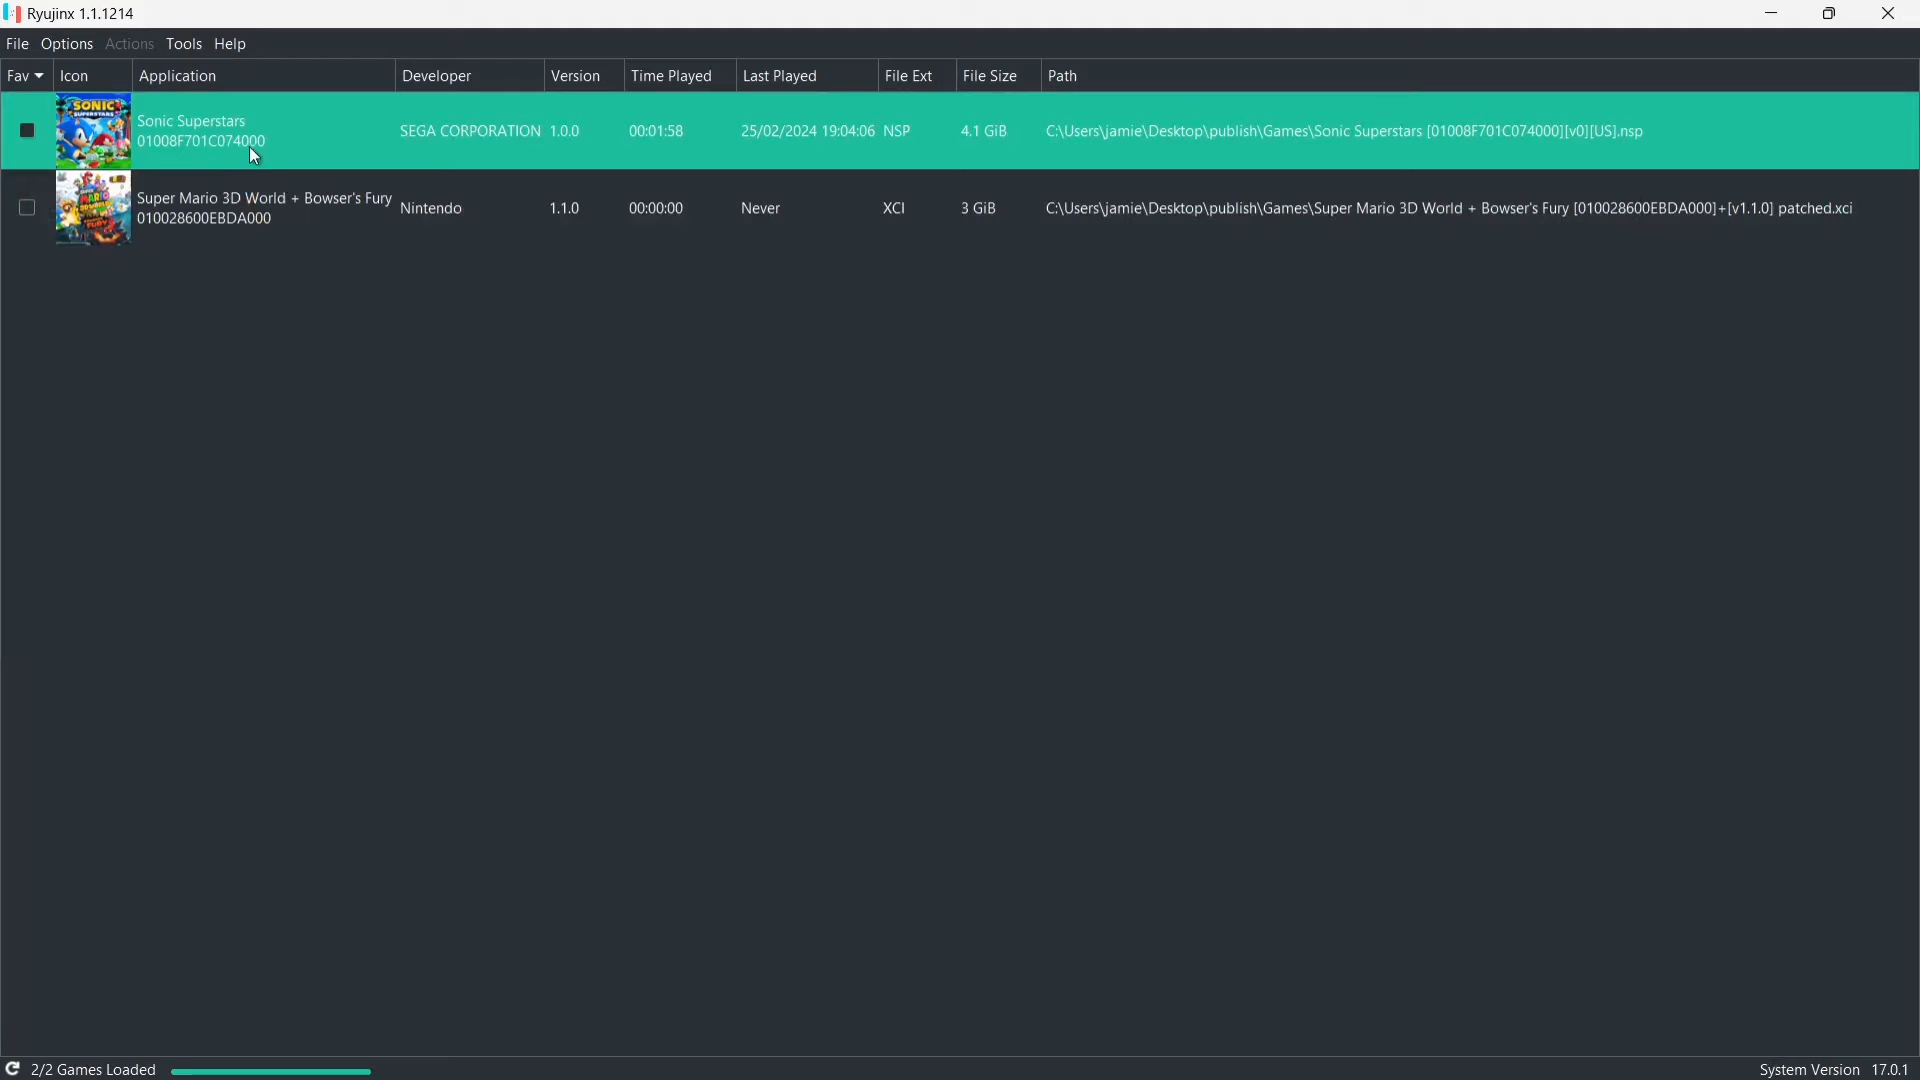 Ryujinx 1.1.1214
File Options Actions Tools Help
Fav Icon Application Developer Version Time Played Last Played File Ext File Size Path
SONIC
SUPERSTARS
Sonic Superstars
01008F701C074000
SEGA CORPORATION 1.0.0 00:01:58 25/02/2024 19:04:06 NSP 4.1 GiB C:\Users\jamie\Desktop\publish\Games\Sonic Superstars [01008F701C074000][v0][US].nsp
Super Mario 3D World + Bowser's Fury
010028600EBDA000
Nintendo 1.1.0 00:00:00 Never XCI 3 GiB C:\Users\jamie\Desktop\publish\Games\Super Mario 3D World + Bowser's Fury [010028600EBDA000]+[v1.1.0] patched.xci
2/2 Games Loaded
System Version 17.0.1